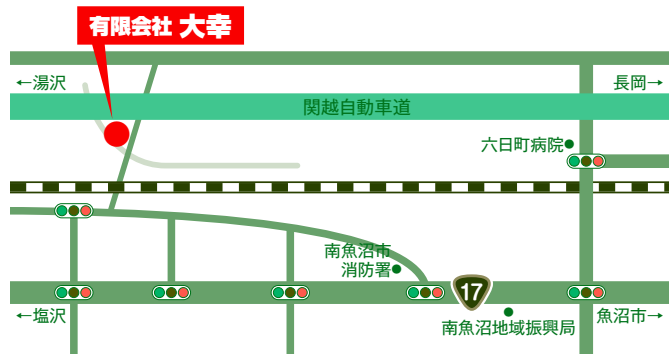 有限会社 大幸
←湯沢
長岡→
関越自動車道
六日町病院
南魚沼市
消防署
17
←塩沢
南魚沼地域振興局
魚沼市→